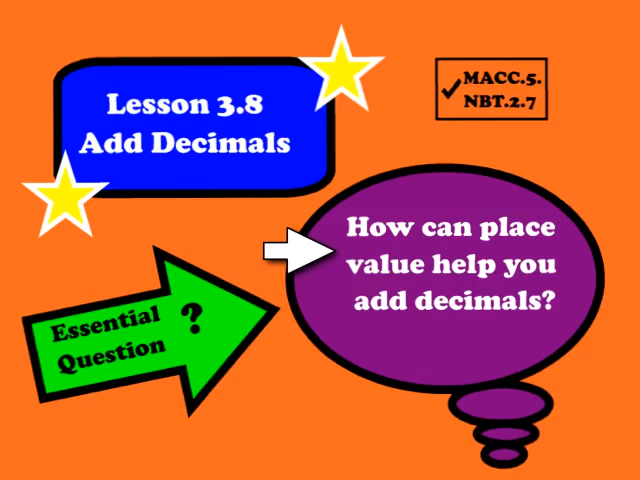 Lesson 3.8
Add Decimals
MACC.5.
NBT.2.7
How can place
value help you
add decimals?
Essential ?
Question